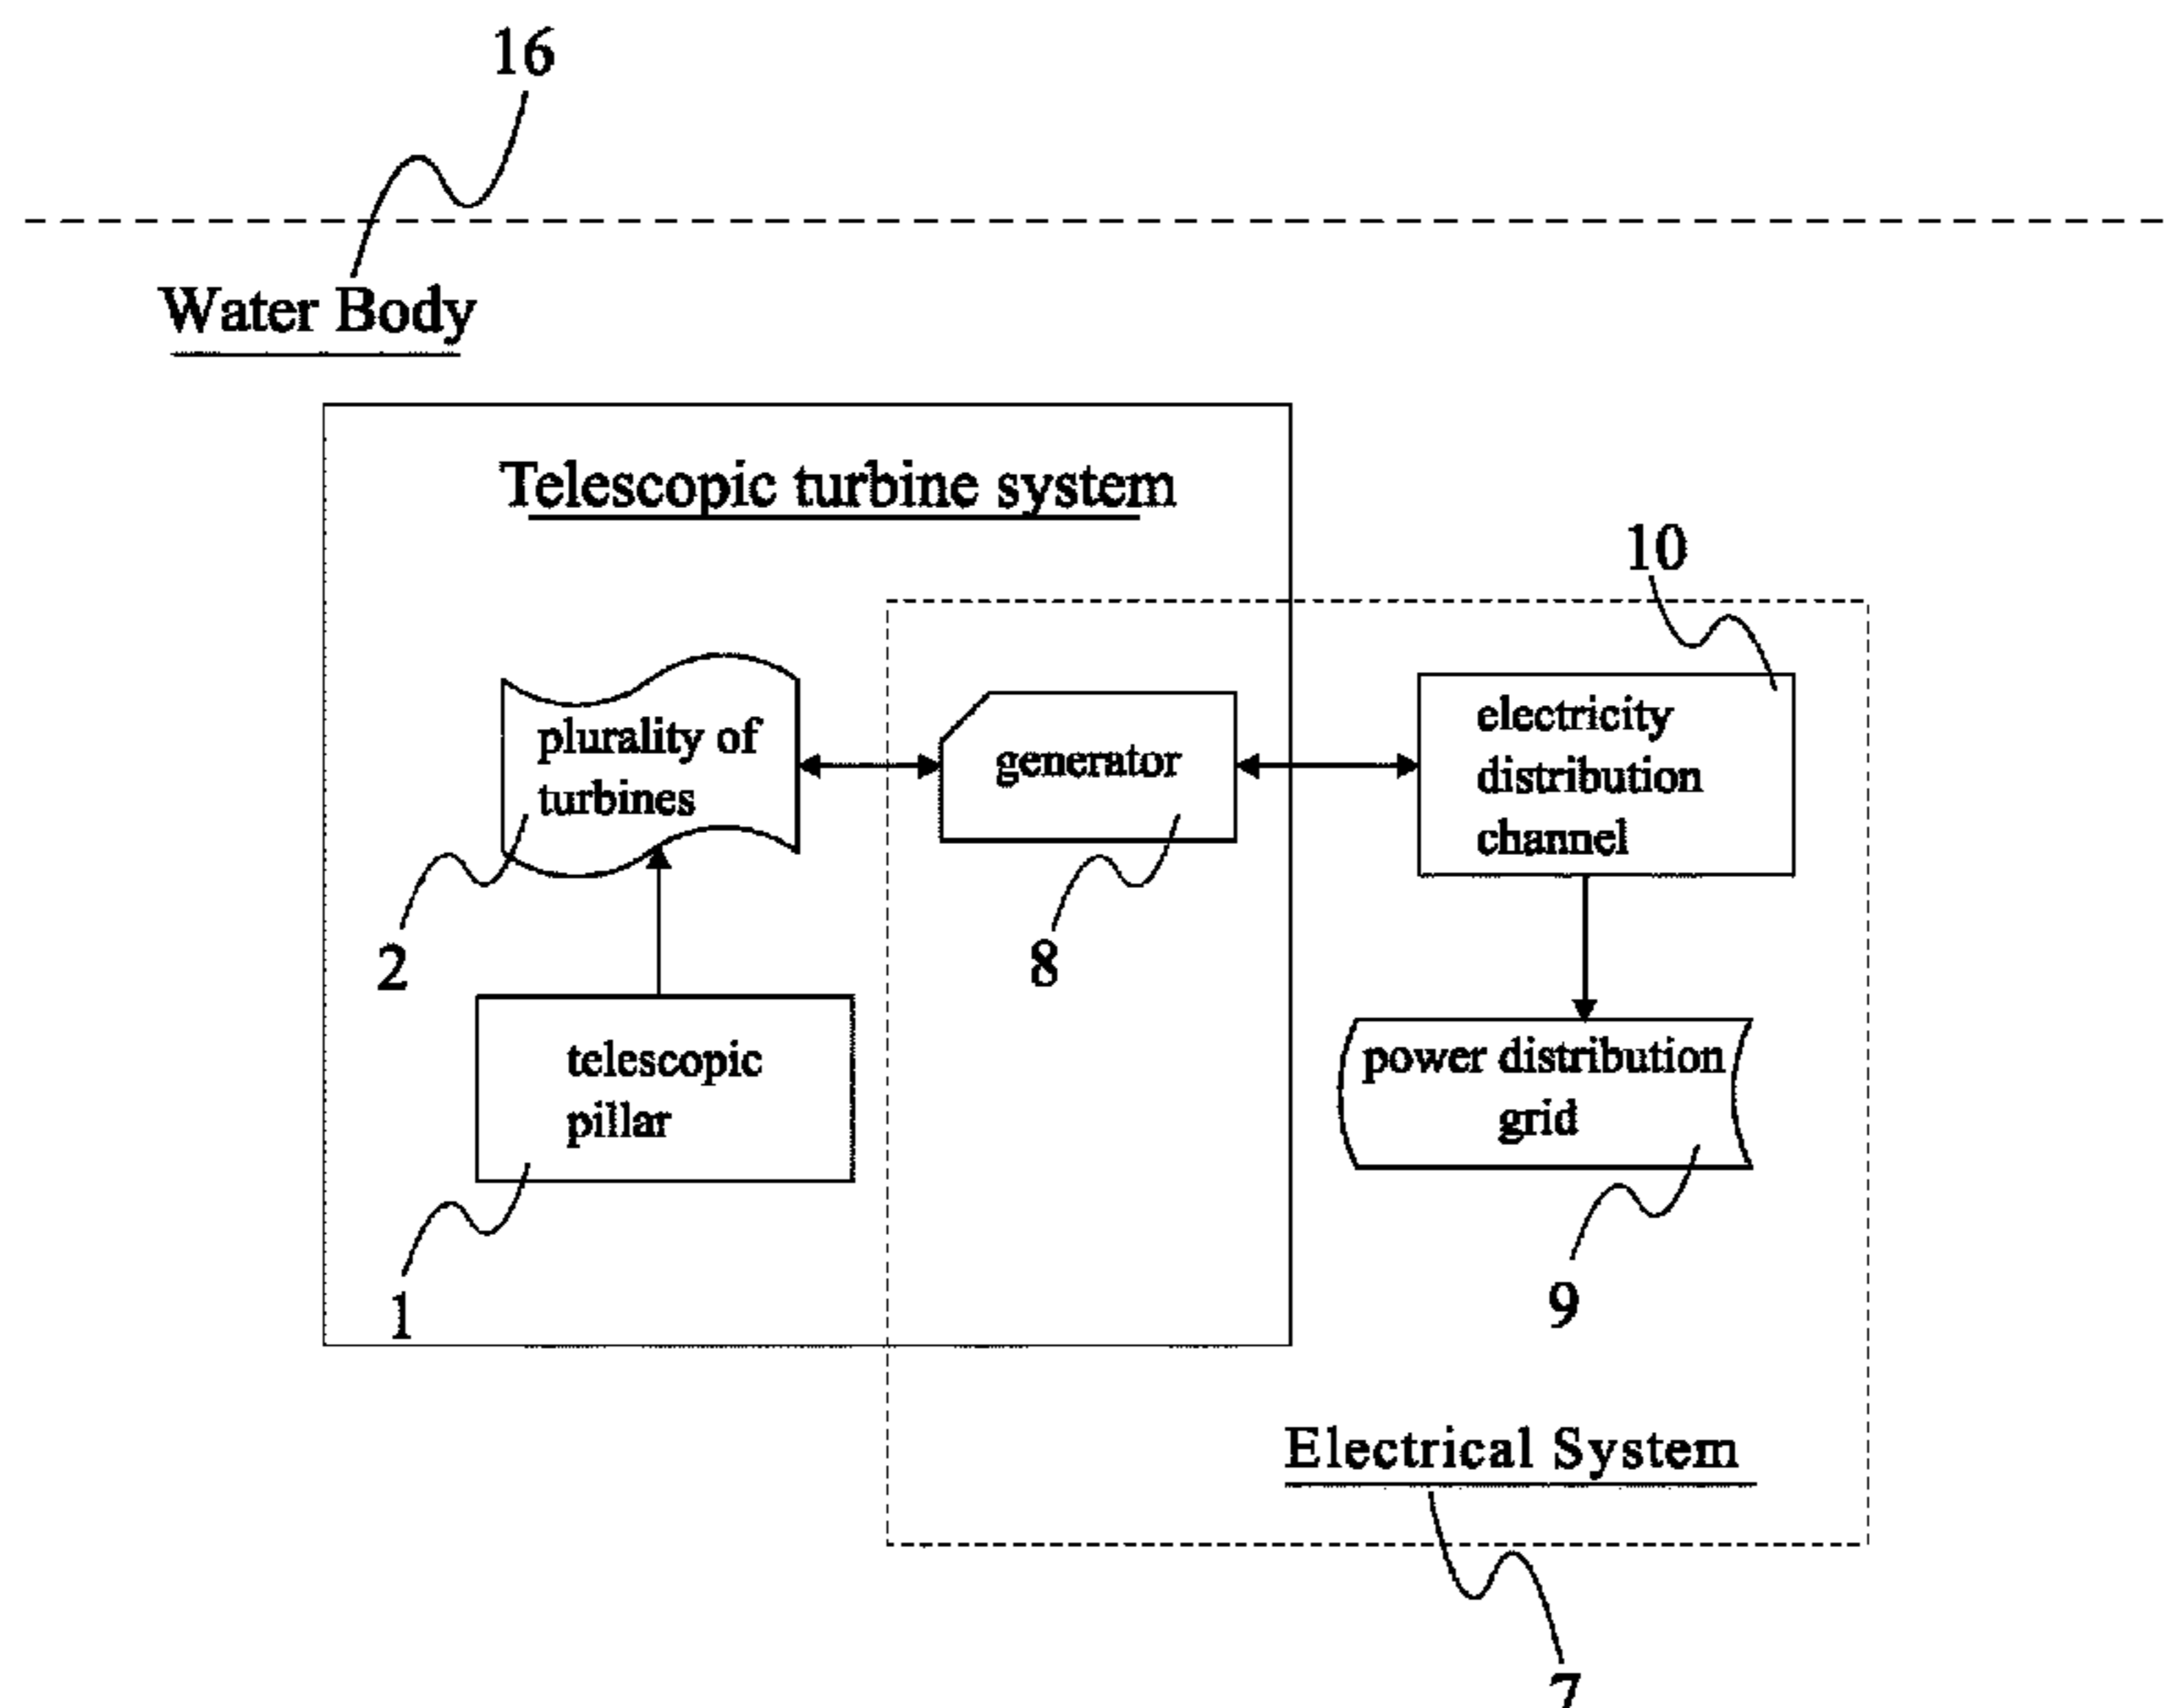 16
Water Body
Telescopic turbine system
10
plurality of
turbines
generator
electricity
distribution
channel
2
8
telescopic
pillar
power distribution
grid
1
9
Electrical System
7